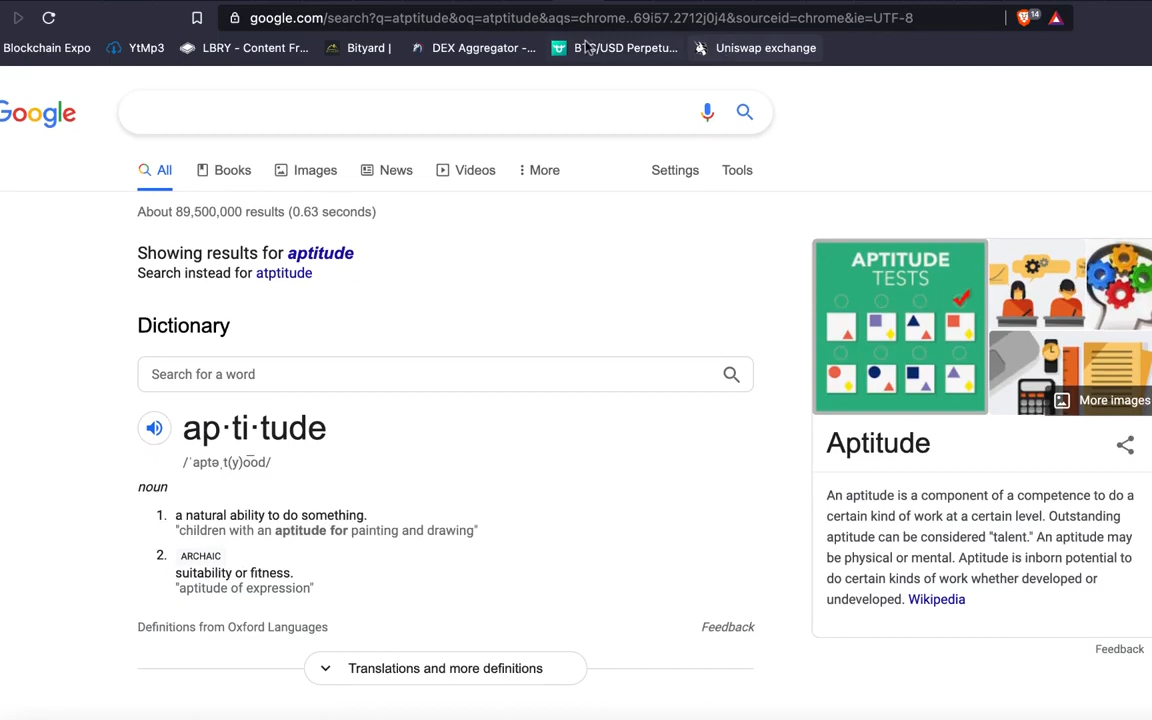 google.com/search?q=atptitude&oq=atptitude&aqs=chrome..69i57.2712j0j4&sourceid=chrome&ie=UTF-8
14
Blockchain Expo YtMp3 LBRY - Content Fr... Bityard | DEX Aggregator -... /USD Perpetu... Uniswap exchange
Google
All Books Images News Videos More Settings Tools
About 89,500,000 results (0.63 seconds)
Showing results for aptitude
Search instead for atptitude
Dictionary
Search for a word
ap·ti·tude
/ˈaptəˌt(y)o͞od/
noun
1. a natural ability to do something.
"children with an aptitude for painting and drawing"
2. ARCHAIC
suitability or fitness.
"aptitude of expression"
Definitions from Oxford Languages Feedback
Translations and more definitions
APTITUDE
TESTS
More images
Aptitude
An aptitude is a component of a competence to do a
certain kind of work at a certain level. Outstanding
aptitude can be considered "talent." An aptitude may
be physical or mental. Aptitude is inborn potential to
do certain kinds of work whether developed or
undeveloped. Wikipedia
Feedback